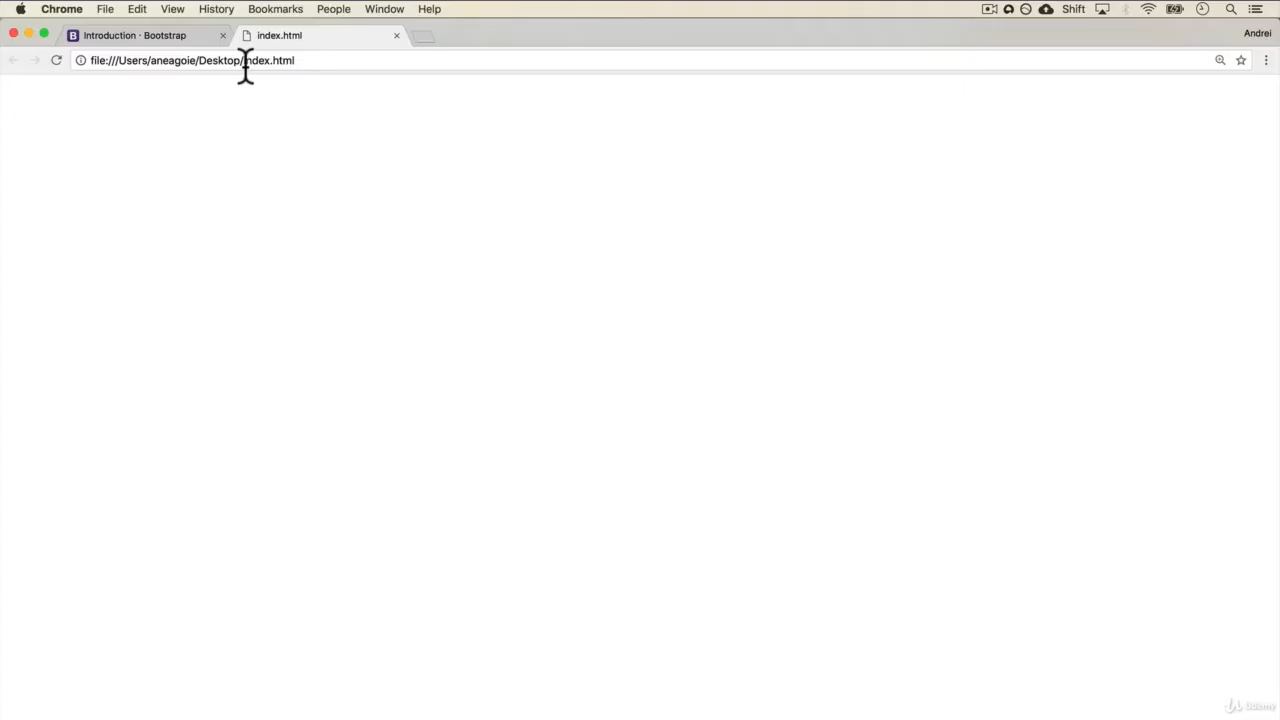 Chrome File Edit View History Bookmarks People Window Help Shift
B Introduction · Bootstrap index.html Andrei
file:///Users/aneagoie/Desktop/index.html
udemy